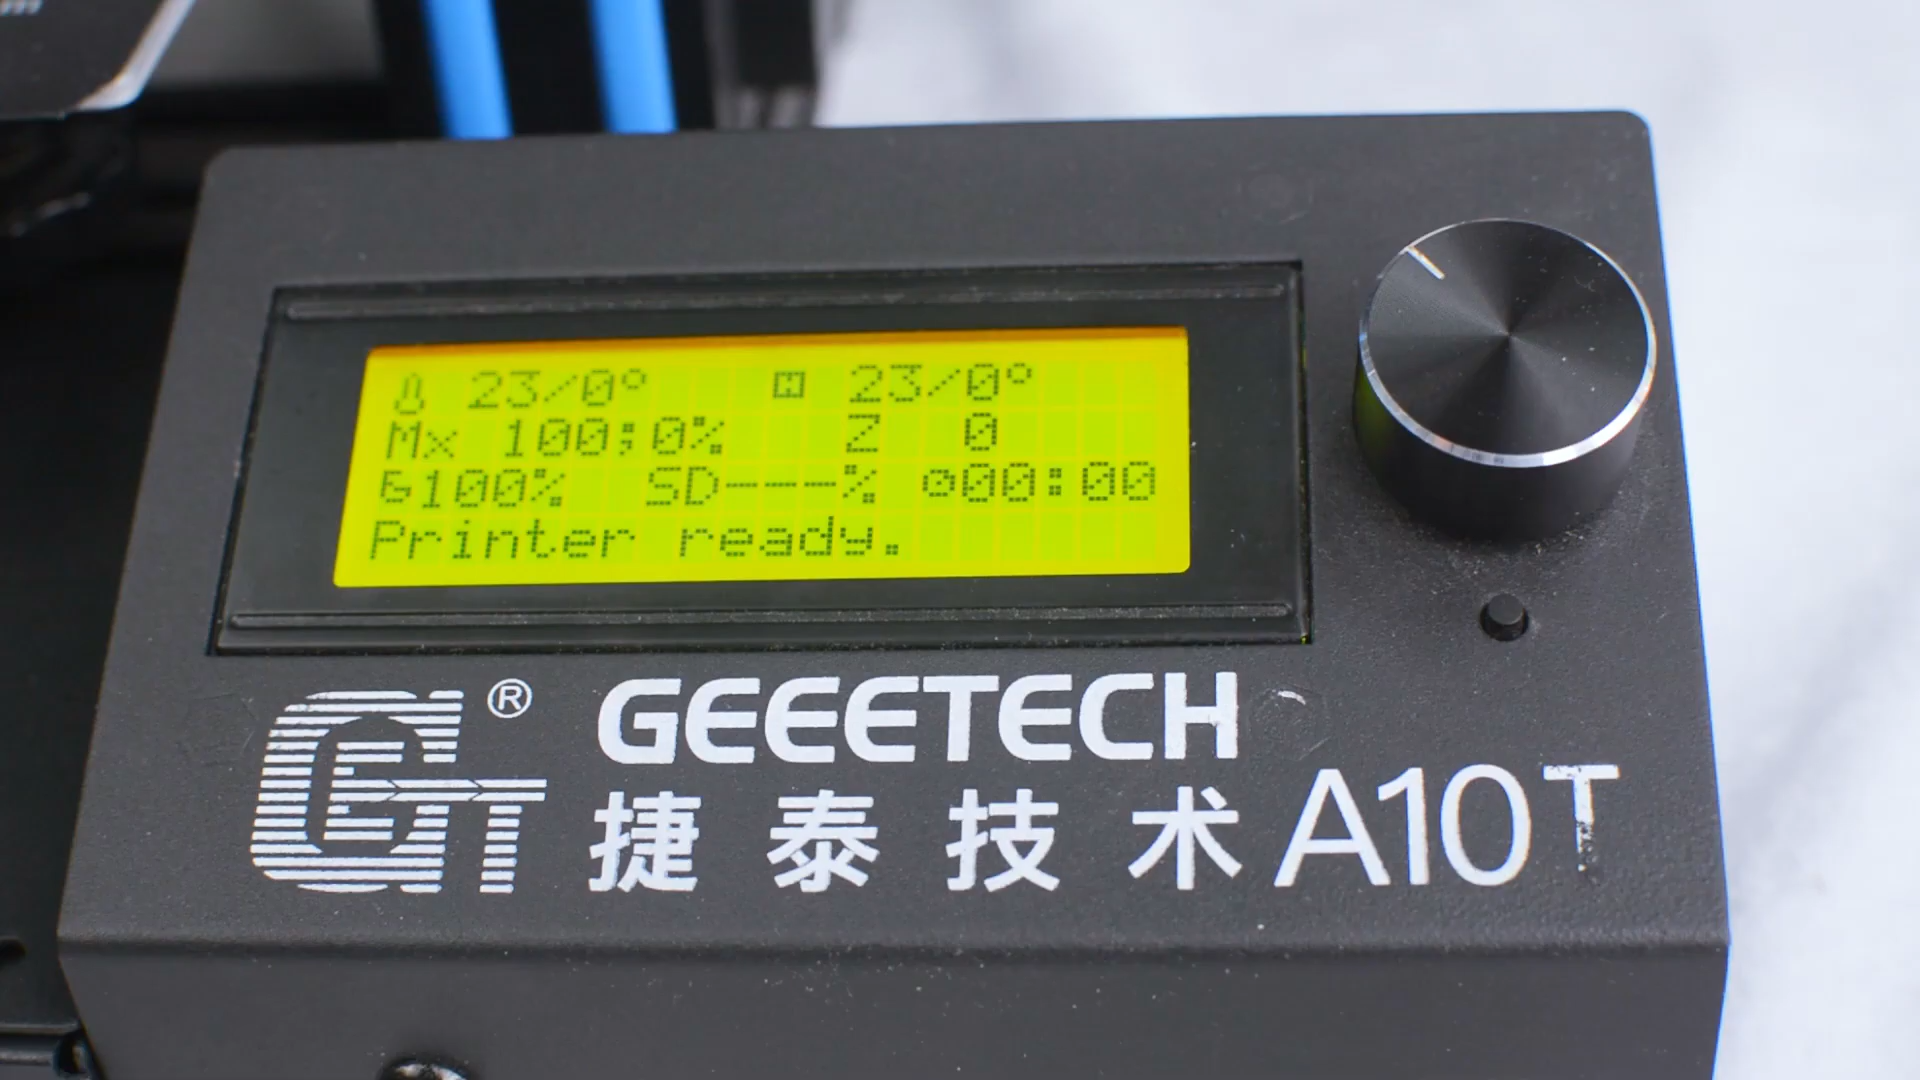 23/0° 23/0°
Mx 100;0% Z 0
100% SD---% 00:00
Printer ready.
GT®
GEEETECH
捷泰技术 A10T